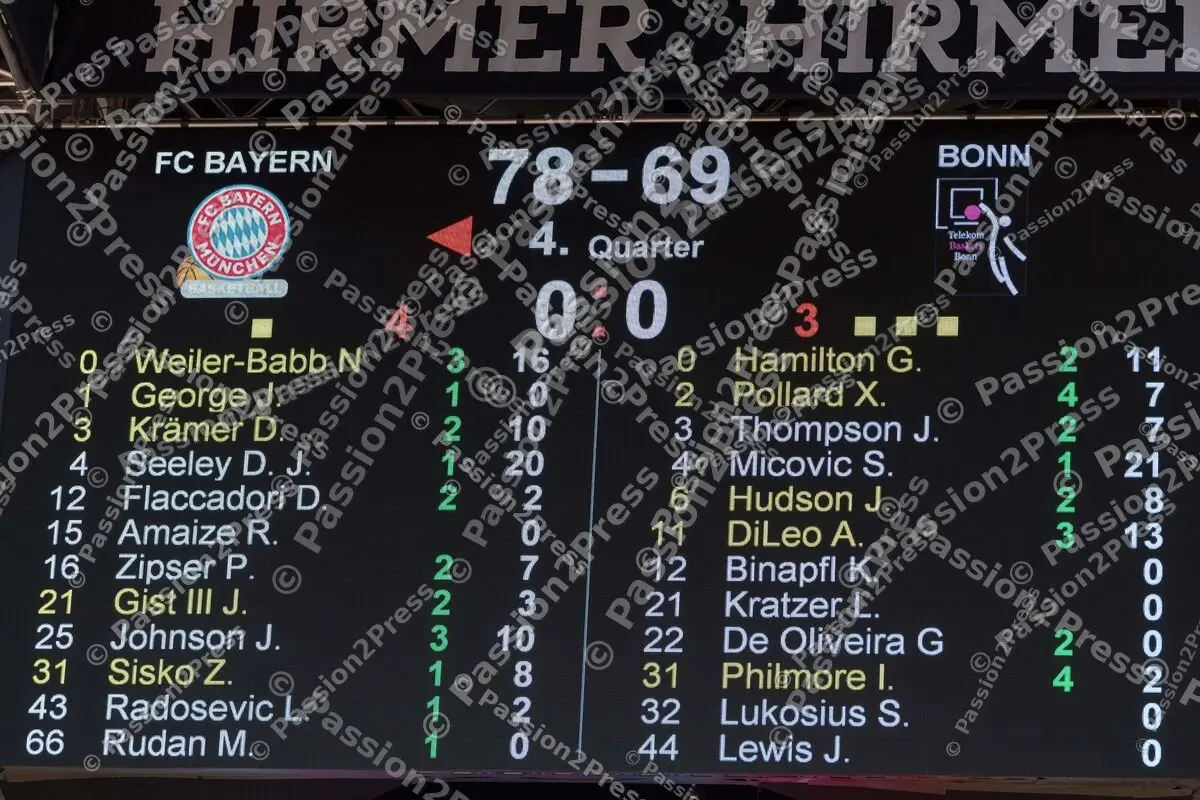 HIRMER HIRMER
FC BAYERN 78-69 BONN
FC BAYERN
MÜNCHEN
BASKETBALL
Telekom
Baskets
Bonn
4. Quarter
4 0:0 3
0 Weiler-Babb N 3 16
1 George J. 1 0
3 Krämer D. 2 10
4 Seeley D. J. 1 20
12 Flaccadori D. 2 2
15 Amaize R. 0
16 Zipser P. 2 7
21 Gist III J. 2 3
25 Johnson J. 3 10
31 Sisko Z. 1 8
43 Radosevic L. 1 2
66 Rudan M. 1 0
0 Hamilton G. 2 11
2 Pollard X. 4 7
3 Thompson J. 2 7
4 Micovic S. 1 21
6 Hudson J. 2 8
11 DiLeo A. 3 13
12 Binapfl K. 0
21 Kratzer L. 0
22 De Oliveira G 2 0
31 Philmore I. 4 2
32 Lukosius S. 0
44 Lewis J. 0
© Passion2Press